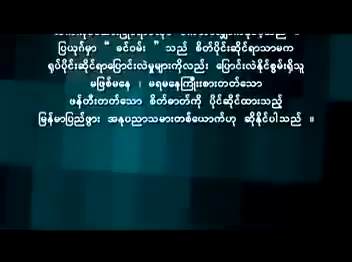 ပြယုဂ်မှာ “ ခင်ဝမ်း ” သည် စိတ်ပိုင်းဆိုင်ရာသာမက
ရုပ်ပိုင်းဆိုင်ရာပြောင်းလဲမှုများကိုလည်း ပြောင်းလဲနိုင်စွမ်းရှိသူ
မဖြစ်မနေ ၊ မရမနေကြိုးစားတတ်သော
ဖန်တီးတတ်သော စိတ်ဓာတ်ကို ပိုင်ဆိုင်ထားသည့်
မြန်မာပြည်ဖွား အနုပညာသမားတစ်ယောက်ဟု ဆိုနိုင်ပါသည် ။